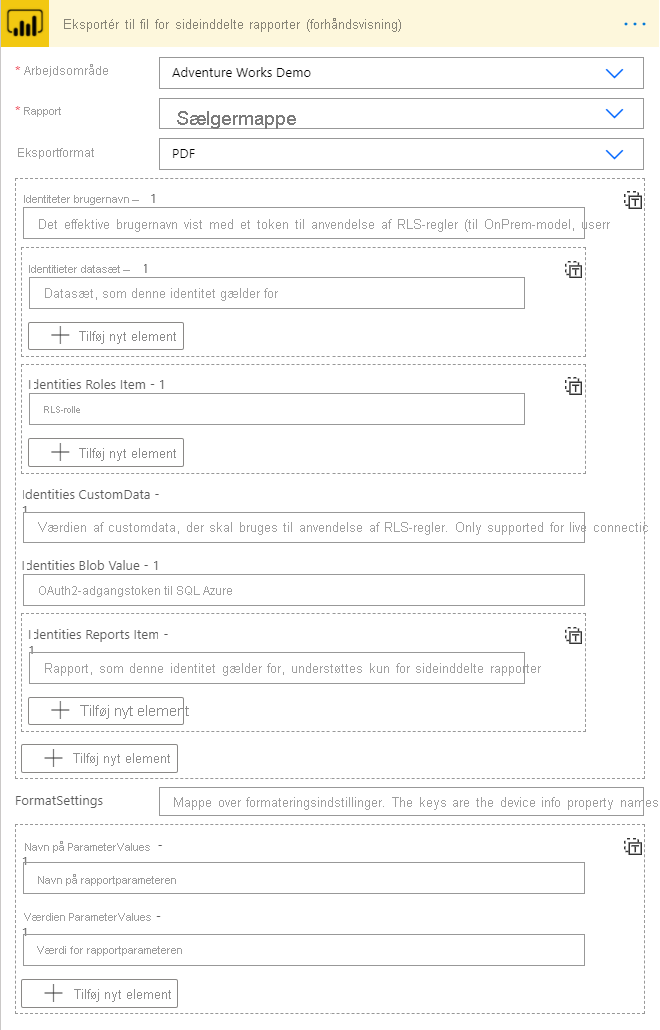 Eksportér til fil for sideinddelte rapporter (forhåndsvisning)
* Arbejdsområde
Adventure Works Demo
* Rapport
Sælgermappe
Eksportformat
PDF
Identiteter brugernavn – 1
Det effektive brugernavn vist med et token til anvendelse af RLS-regler (til OnPrem-model, userr
Identitieter datasæt – 1
Datasæt, som denne identitet gælder for
Tilføj nyt element
Identities Roles Item - 1
RLS-rolle
Tilføj nyt element
Identities CustomData -
1
Værdien af customdata, der skal bruges til anvendelse af RLS-regler. Only supported for live connectic
Identities Blob Value - 1
OAuth2-adgangstoken til SQL Azure
Identities Reports Item -
1
Rapport, som denne identitet gælder for, understøttes kun for sideinddelte rapporter
Tilføj nyt element
Tilføj nyt element
FormatSettings
Mappe over formateringsindstillinger. The keys are the device info property names
Navn på ParameterValues -
1
Navn på rapportparameteren
Værdien ParameterValues -
1
Værdi for rapportparameteren
Tilføj nyt element